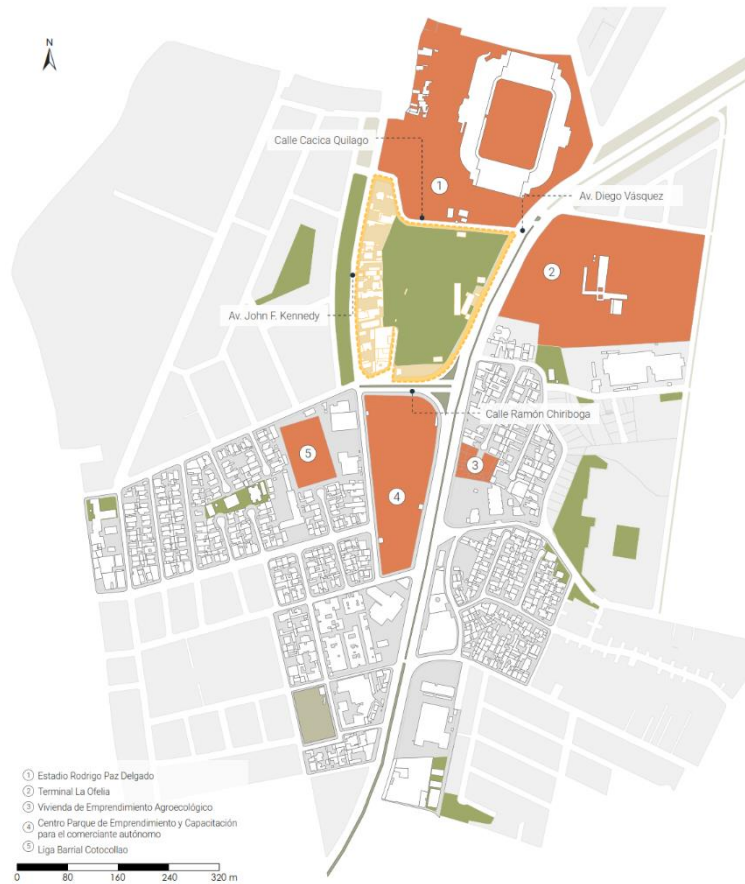 N
Calle Cacica Quilago
1
Av. Diego Vásquez
2
Av. John F. Kennedy
Calle Ramón Chiriboga
5
3
4
1 Estadio Rodrigo Paz Delgado
2 Terminal La Ofelia
3 Vivienda de Emprendimiento Agroecológico
4 Centro Parque de Emprendimiento y Capacitación
para el comerciante autónomo
5 Liga Barrial Cotocollao
0 80 160 240 320 m